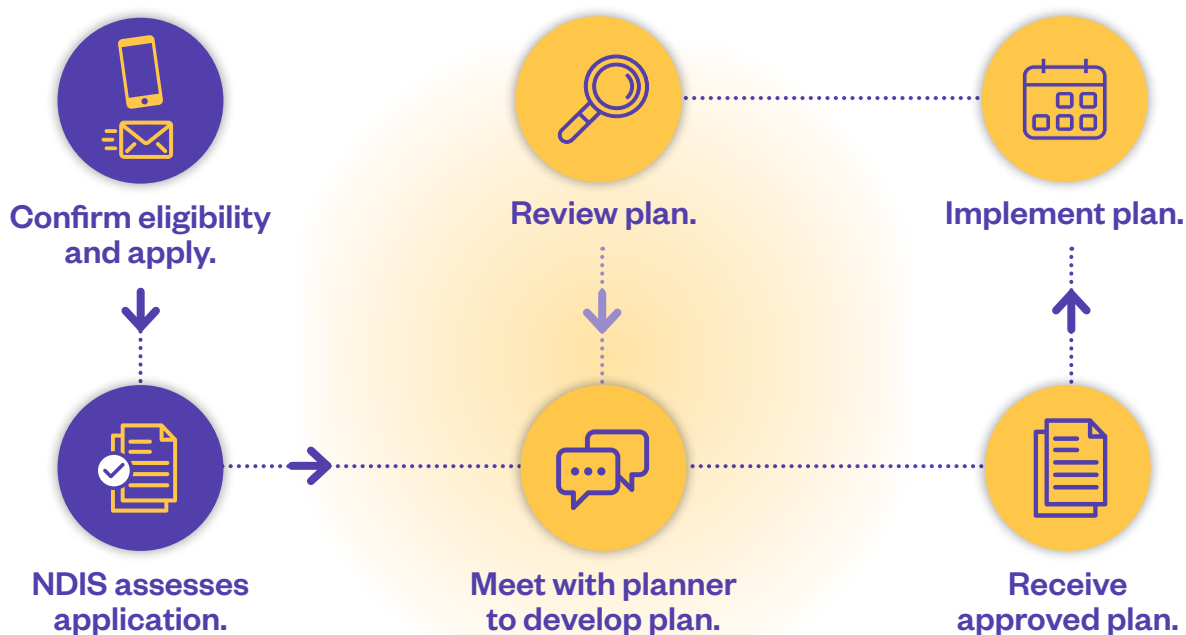 Confirm eligibility
and apply.
Review plan.
Implement plan.
NDIS assesses
application.
Meet with planner
to develop plan.
Receive
approved plan.